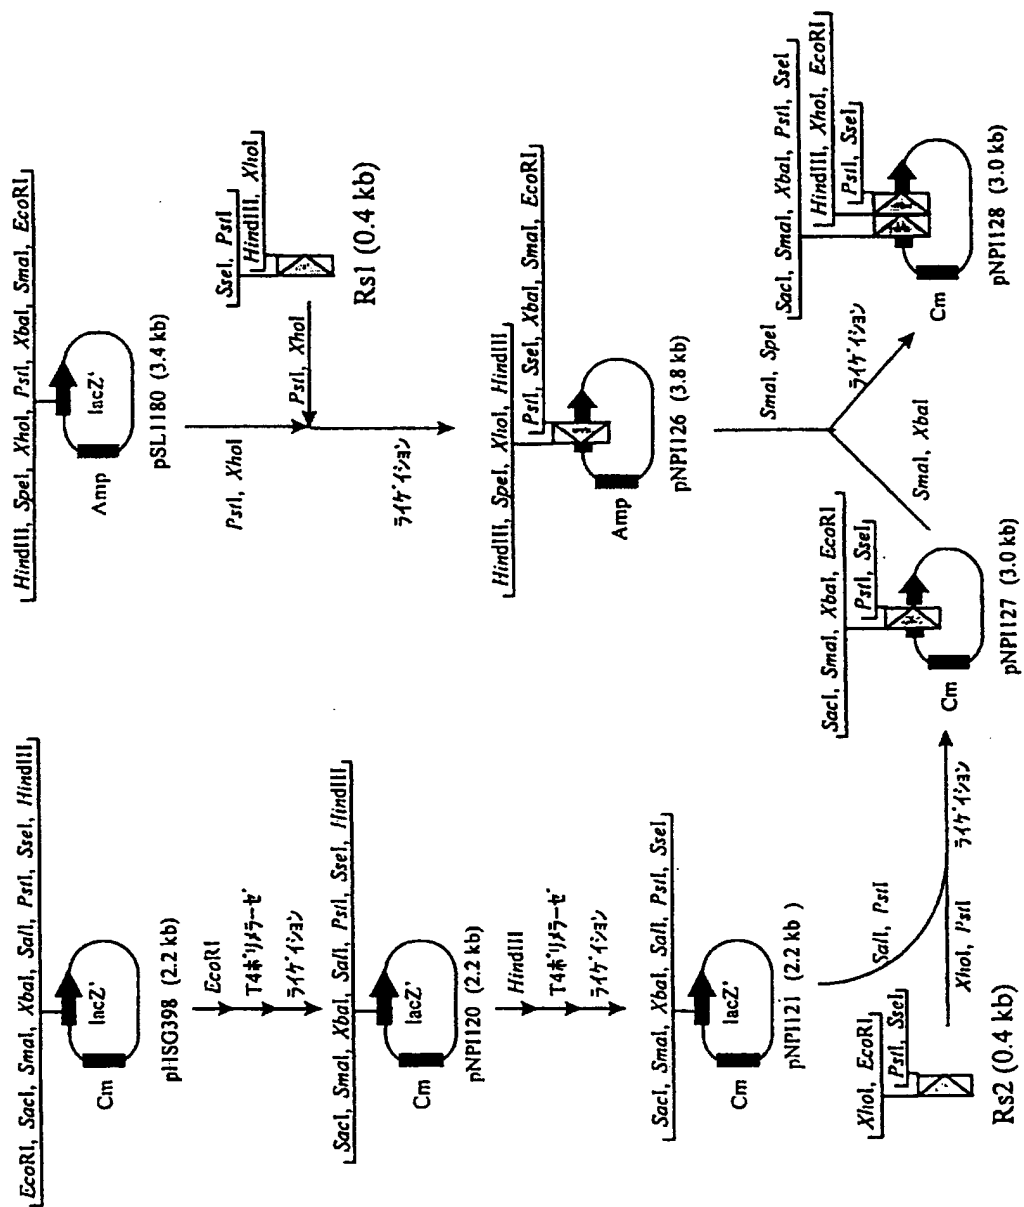 EcoRI, SacI, SmaI, XbaI, SalI, PstI, SseI, HindIII
lacZ'
Cm
pHSG398 (2.2 kb)
EcoRI
T4ポリメラーゼ
ライゲイション
SacI, SmaI, XbaI, SalI, PstI, SseI, HindIII
lacZ'
Cm
pNPI120 (2.2 kb)
HindIII
T4ポリメラーゼ
ライゲイション
SacI, SmaI, XbaI, SalI, PstI, SseI
lacZ'
Cm
pNPI121 (2.2 kb )
SalI, PstI
XhoI, EcoRI
PstI, SseI
Rs2 (0.4 kb)
XhoI, PstI
ライゲイション
HindIII, SpeI, XhoI, PstI, XbaI, SmaI, EcoRI
lacZ'
Amp
pSL1180 (3.4 kb)
PstI, XhoI
SseI, PstI
HindIII, XhoI
Rs1 (0.4 kb)
PstI, XhoI
ライゲイション
HindIII, SpeI, XhoI, HindIII
PstI, SseI, XbaI, SmaI, EcoRI
Amp
pNPI126 (3.8 kb)
SmaI, SpeI
SacI, SmaI, XbaI, EcoRI
PstI, SseI
Cm
pNPI127 (3.0 kb)
SmaI, XbaI
ライゲイション
SacI, SmaI, XbaI, PstI, SseI
HindIII, XhoI, EcoRI
PstI, SseI
Cm
pNPI128 (3.0 kb)